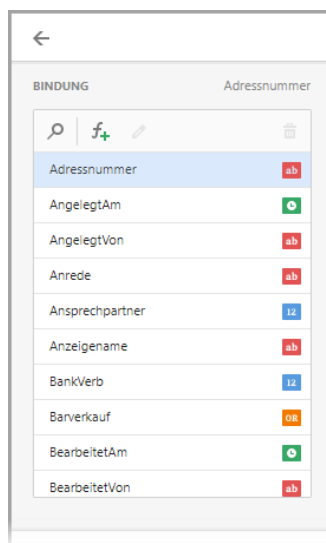 BINDUNG Adressnummer
f+
Adressnummer ab
AngelegtAm
AngelegtVon ab
Anrede ab
Ansprechpartner 12
Anzeigename ab
BankVerb 12
Barverkauf OR
BearbeitetAm
BearbeitetVon ab